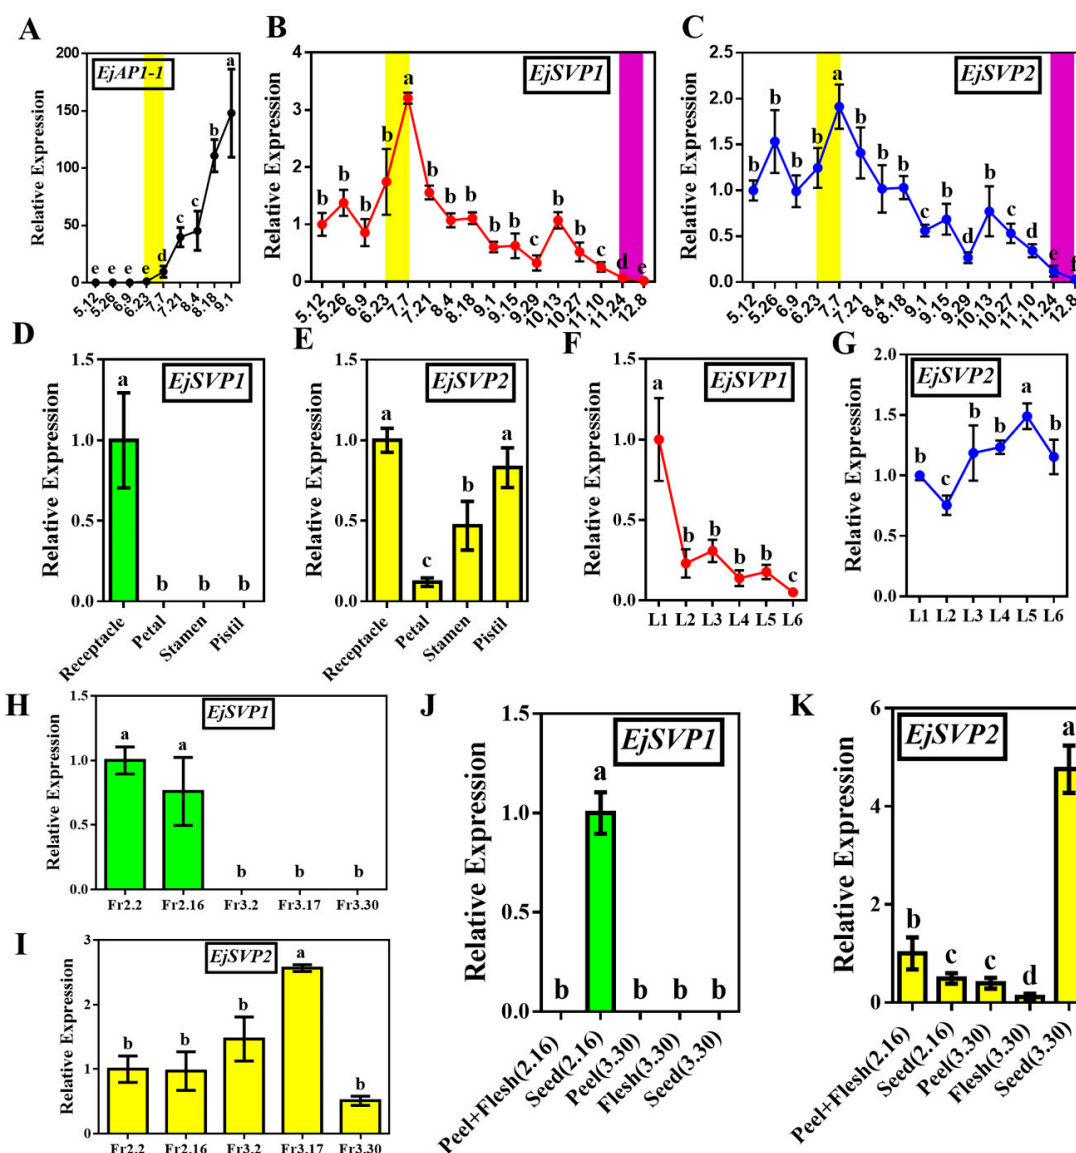 A
EjAP1-1
Relative Expression
200
150
100
50
0
e e e e d c c b a
5.12 5.26 6.9 6.23 7.7 7.21 8.4 8.18 9.1
B
EjSVP1
Relative Expression
4
3
2
1
0
b b b b a b b b b b c b b c d e
5.12 5.26 6.9 6.23 7.7 7.21 8.4 8.18 9.1 9.15 9.29 10.13 10.27 11.10 11.24 12.8
C
EjSVP2
Relative Expression
2.5
2.0
1.5
1.0
0.5
0.0
b b b b a b b b c b d b c d e f
5.12 5.26 6.9 6.23 7.7 7.21 8.4 8.18 9.1 9.15 9.29 10.13 10.27 11.10 11.24 12.8
D
EjSVP1
Relative Expression
1.5
1.0
0.5
0.0
a b b b
Receptacle Petal Stamen Pistil
E
EjSVP2
Relative Expression
1.5
1.0
0.5
0.0
a c b a
Receptacle Petal Stamen Pistil
F
EjSVP1
Relative Expression
1.5
1.0
0.5
0.0
a b b b b c
L1 L2 L3 L4 L5 L6
G
EjSVP2
Relative Expression
2.0
1.5
1.0
0.5
0.0
b c b b a b
L1 L2 L3 L4 L5 L6
H
EjSVP1
Relative Expression
1.5
1.0
0.5
0.0
a a b b b
Fr2.2 Fr2.16 Fr3.2 Fr3.17 Fr3.30
I
EjSVP2
Relative Expression
3
2
1
0
b b b a b
Fr2.2 Fr2.16 Fr3.2 Fr3.17 Fr3.30
J
EjSVP1
Relative Expression
1.5
1.0
0.5
0.0
b a b b b
Peel+Flesh(2.16) Seed(2.16) Peel(3.30) Flesh(3.30) Seed(3.30)
K
EjSVP2
Relative Expression
6
4
2
0
b c c d a
Peel+Flesh(2.16) Seed(2.16) Peel(3.30) Flesh(3.30) Seed(3.30)